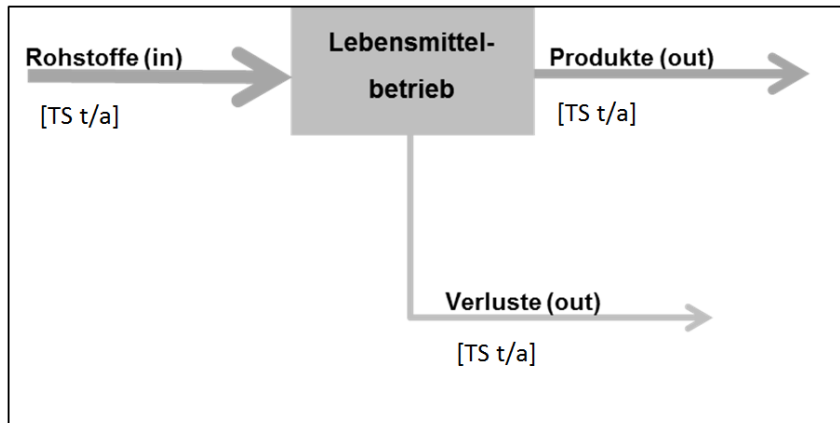 Rohstoffe (in)
[TS t/a]
Lebensmittel-
betrieb
Produkte (out)
[TS t/a]
Verluste (out)
[TS t/a]